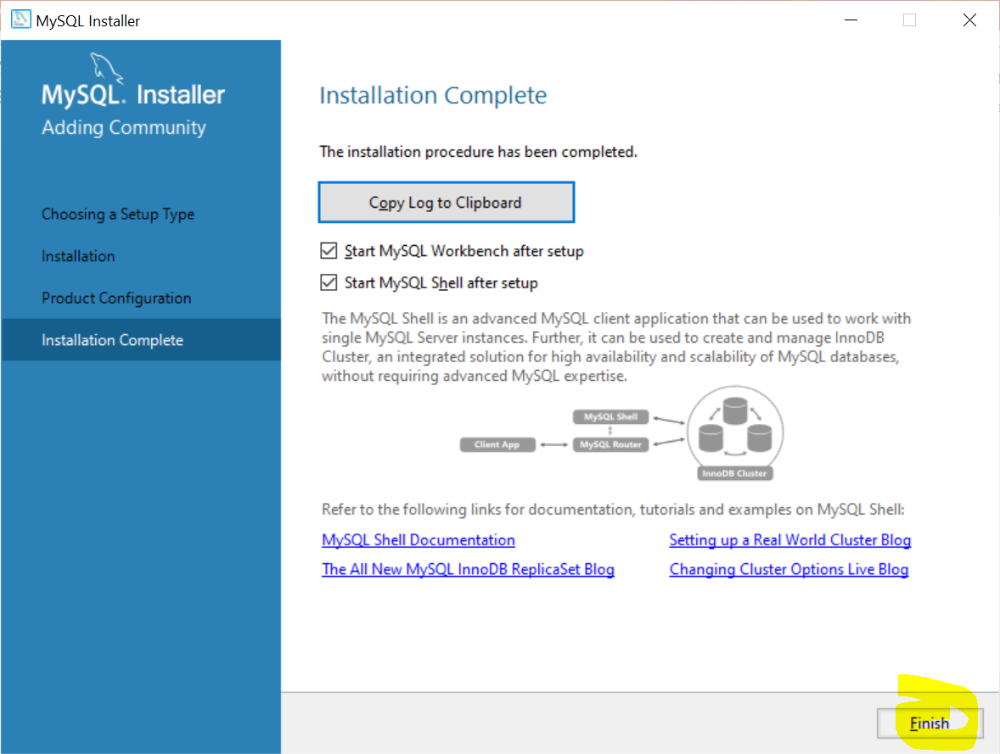 MySQL Installer
MySQL. Installer
Adding Community
Choosing a Setup Type
Installation
Product Configuration
Installation Complete
Installation Complete
The installation procedure has been completed.
Copy Log to Clipboard
Start MySQL Workbench after setup
Start MySQL Shell after setup
The MySQL Shell is an advanced MySQL client application that can be used to work with
single MySQL Server instances. Further, it can be used to create and manage InnoDB
Cluster, an integrated solution for high availability and scalability of MySQL databases,
without requiring advanced MySQL expertise.
MySQL Shell
Client App
MySQL Router
InnoDB Cluster
Refer to the following links for documentation, tutorials and examples on MySQL Shell:
MySQL Shell Documentation
Setting up a Real World Cluster Blog
The All New MySQL InnoDB ReplicaSet Blog
Changing Cluster Options Live Blog
Finish